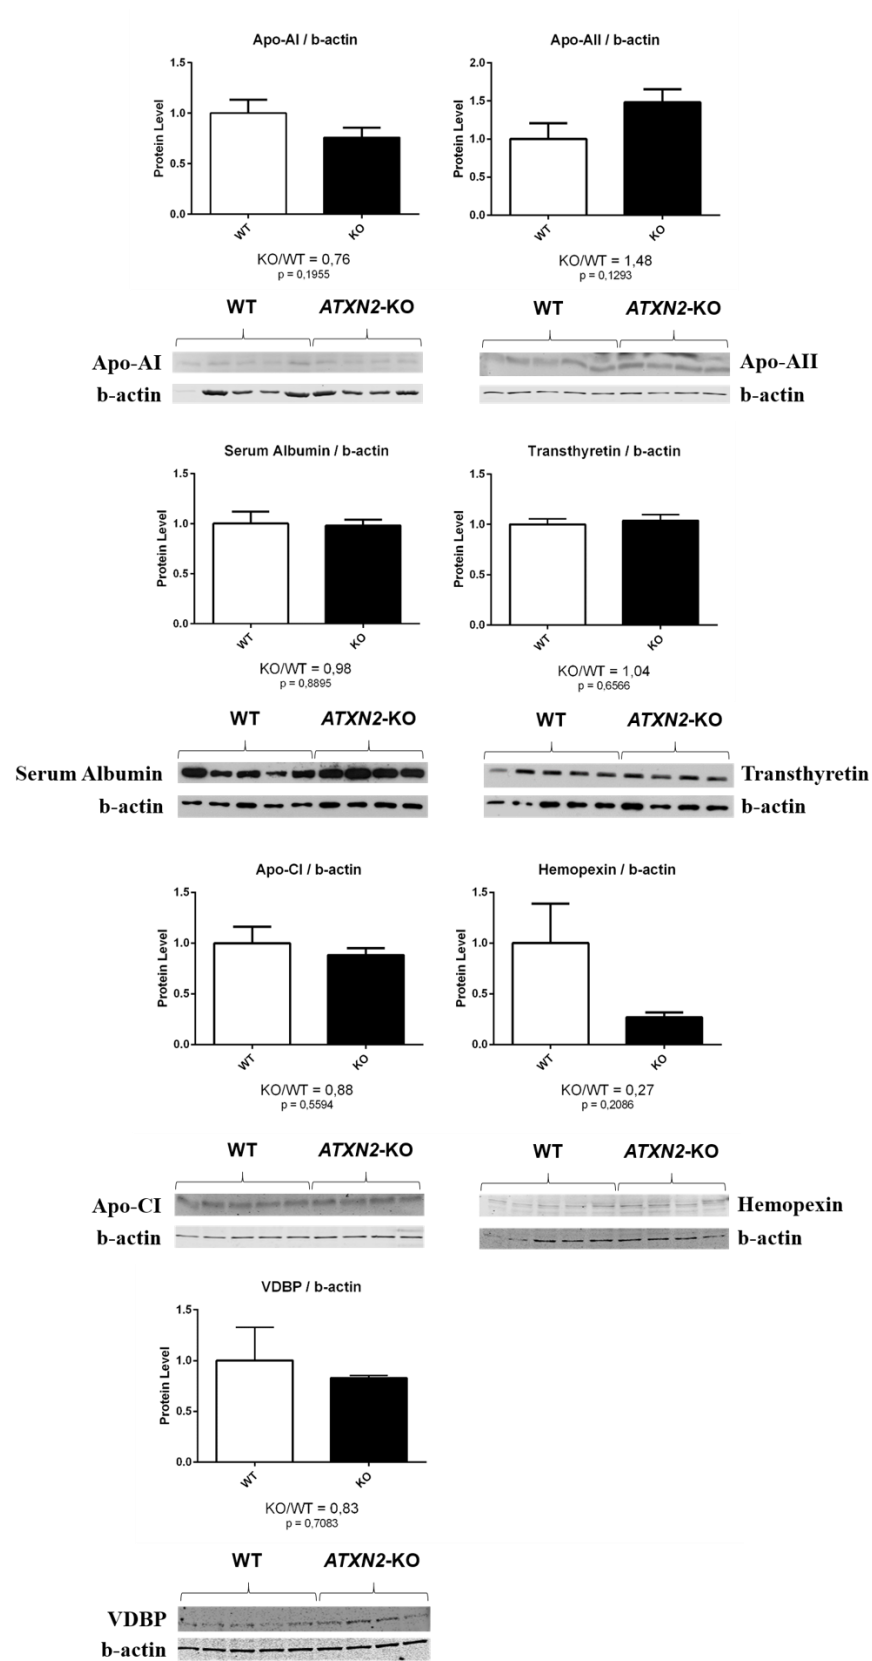 Apo-AI / b-actin
Protein Level
1.5
1.0
0.5
0.0
WT
KO
KO/WT = 0,76
p = 0,1955
Apo-AII / b-actin
Protein Level
2.0
1.5
1.0
0.5
0.0
WT
KO
KO/WT = 1,48
p = 0,1293
WT
ATXN2-KO
Apo-AI
b-actin
WT
ATXN2-KO
Apo-AII
b-actin
Serum Albumin / b-actin
Protein Level
1.5
1.0
0.5
0.0
WT
KO
KO/WT = 0,98
p = 0,8895
Transthyretin / b-actin
Protein Level
1.5
1.0
0.5
0.0
WT
KO
KO/WT = 1,04
p = 0,6566
WT
ATXN2-KO
Serum Albumin
b-actin
WT
ATXN2-KO
Transthyretin
b-actin
Apo-CI / b-actin
Protein Level
1.5
1.0
0.5
0.0
WT
KO
KO/WT = 0,88
p = 0,5594
Hemopexin / b-actin
Protein Level
1.5
1.0
0.5
0.0
WT
KO
KO/WT = 0,27
p = 0,2086
WT
ATXN2-KO
Apo-CI
b-actin
WT
ATXN2-KO
Hemopexin
b-actin
VDBP / b-actin
Protein Level
1.5
1.0
0.5
0.0
WT
KO
KO/WT = 0,83
p = 0,7083
WT
ATXN2-KO
VDBP
b-actin